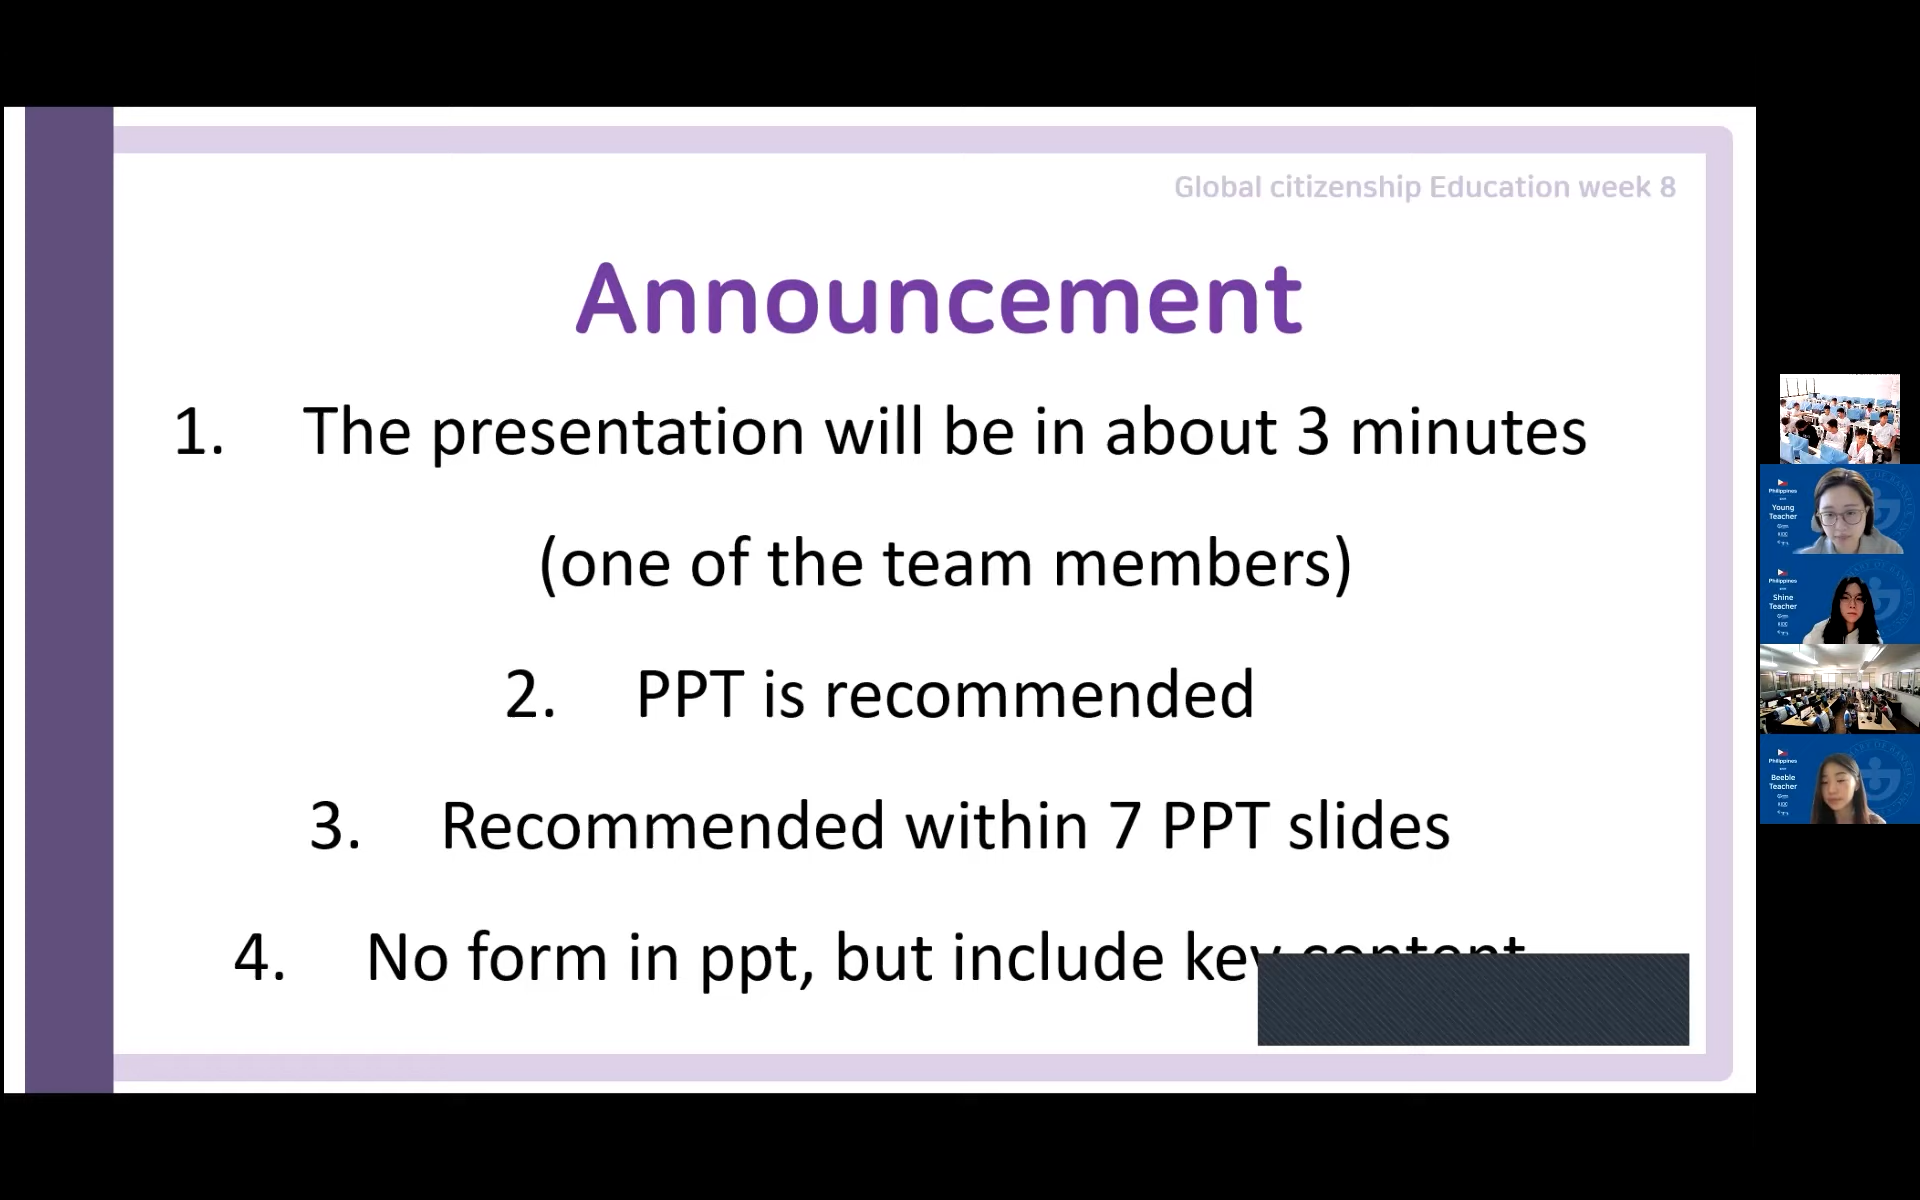 Global citizenship Education week 8
Announcement
1. The presentation will be in about 3 minutes
(one of the team members)
2. PPT is recommended
3. Recommended within 7 PPT slides
4. No form in ppt, but include key content
Philippines
Young
Teacher
Philippines
Shine
Teacher
Philippines
Beeble
Teacher